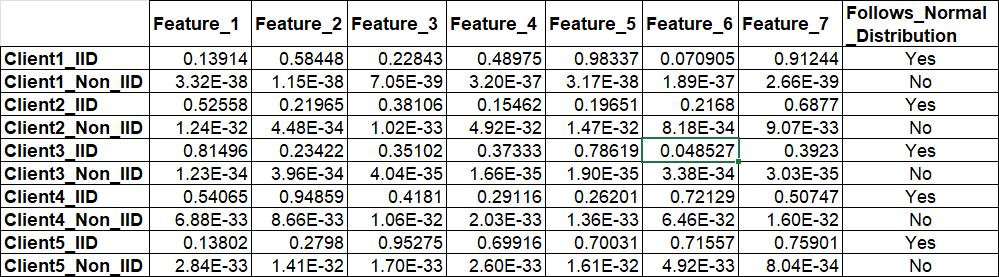 Feature_1 Feature_2 Feature_3 Feature_4 Feature_5 Feature_6 Feature_7 Follows_Normal
_Distribution
Client1_IID 0.13914 0.58448 0.22843 0.48975 0.98337 0.070905 0.91244 Yes
Client1_Non_IID 3.32E-38 1.15E-38 7.05E-39 3.20E-37 3.17E-38 1.89E-37 2.66E-39 No
Client2_IID 0.52558 0.21965 0.38106 0.15462 0.19651 0.2168 0.6877 Yes
Client2_Non_IID 1.24E-32 4.48E-34 1.02E-33 4.92E-32 1.47E-32 8.18E-34 9.07E-33 No
Client3_IID 0.81496 0.23422 0.35102 0.37333 0.78619 0.048527 0.3923 Yes
Client3_Non_IID 1.23E-34 3.96E-34 4.04E-35 1.66E-35 1.90E-35 3.38E-34 3.03E-35 No
Client4_IID 0.54065 0.94859 0.4181 0.29116 0.26201 0.72129 0.50747 Yes
Client4_Non_IID 6.88E-33 8.66E-33 1.06E-32 2.03E-33 1.36E-33 6.46E-32 1.60E-32 No
Client5_IID 0.13802 0.2798 0.95275 0.69916 0.70031 0.71557 0.75901 Yes
Client5_Non_IID 2.84E-33 1.41E-32 1.70E-33 2.60E-33 1.61E-32 4.92E-33 8.04E-34 No